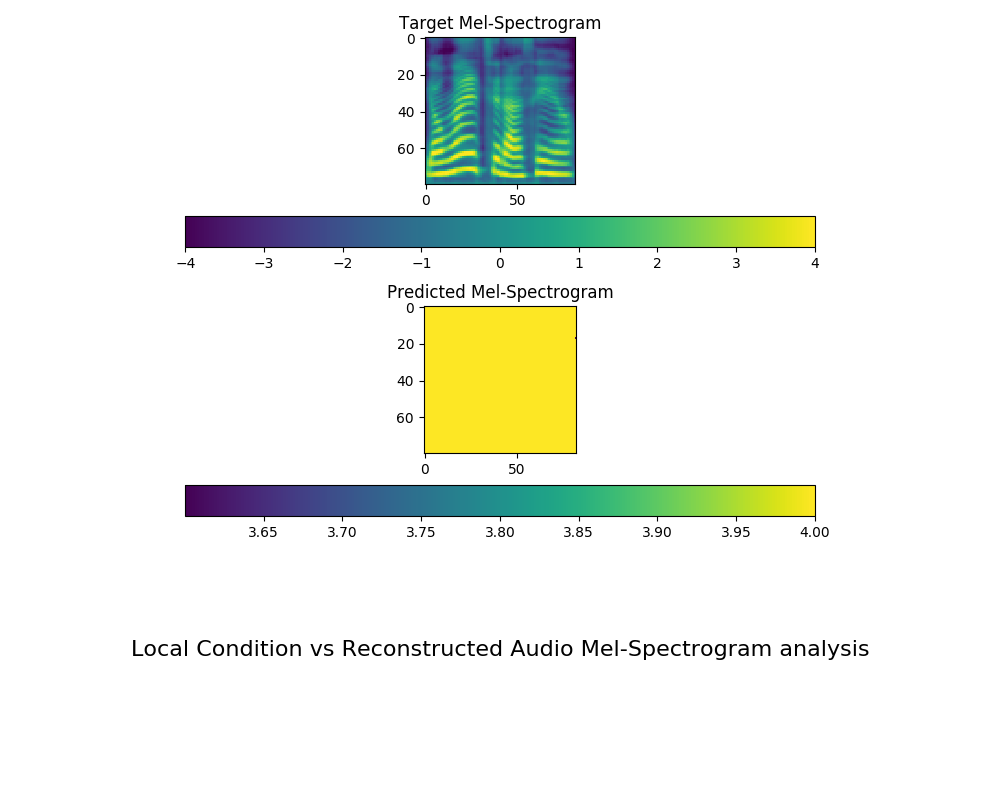 Target Mel-Spectrogram
0
20
40
60
0 50
−4 −3 −2 −1 0 1 2 3 4
Predicted Mel-Spectrogram
0
20
40
60
0 50
3.65 3.70 3.75 3.80 3.85 3.90 3.95 4.00
Local Condition vs Reconstructed Audio Mel-Spectrogram analysis